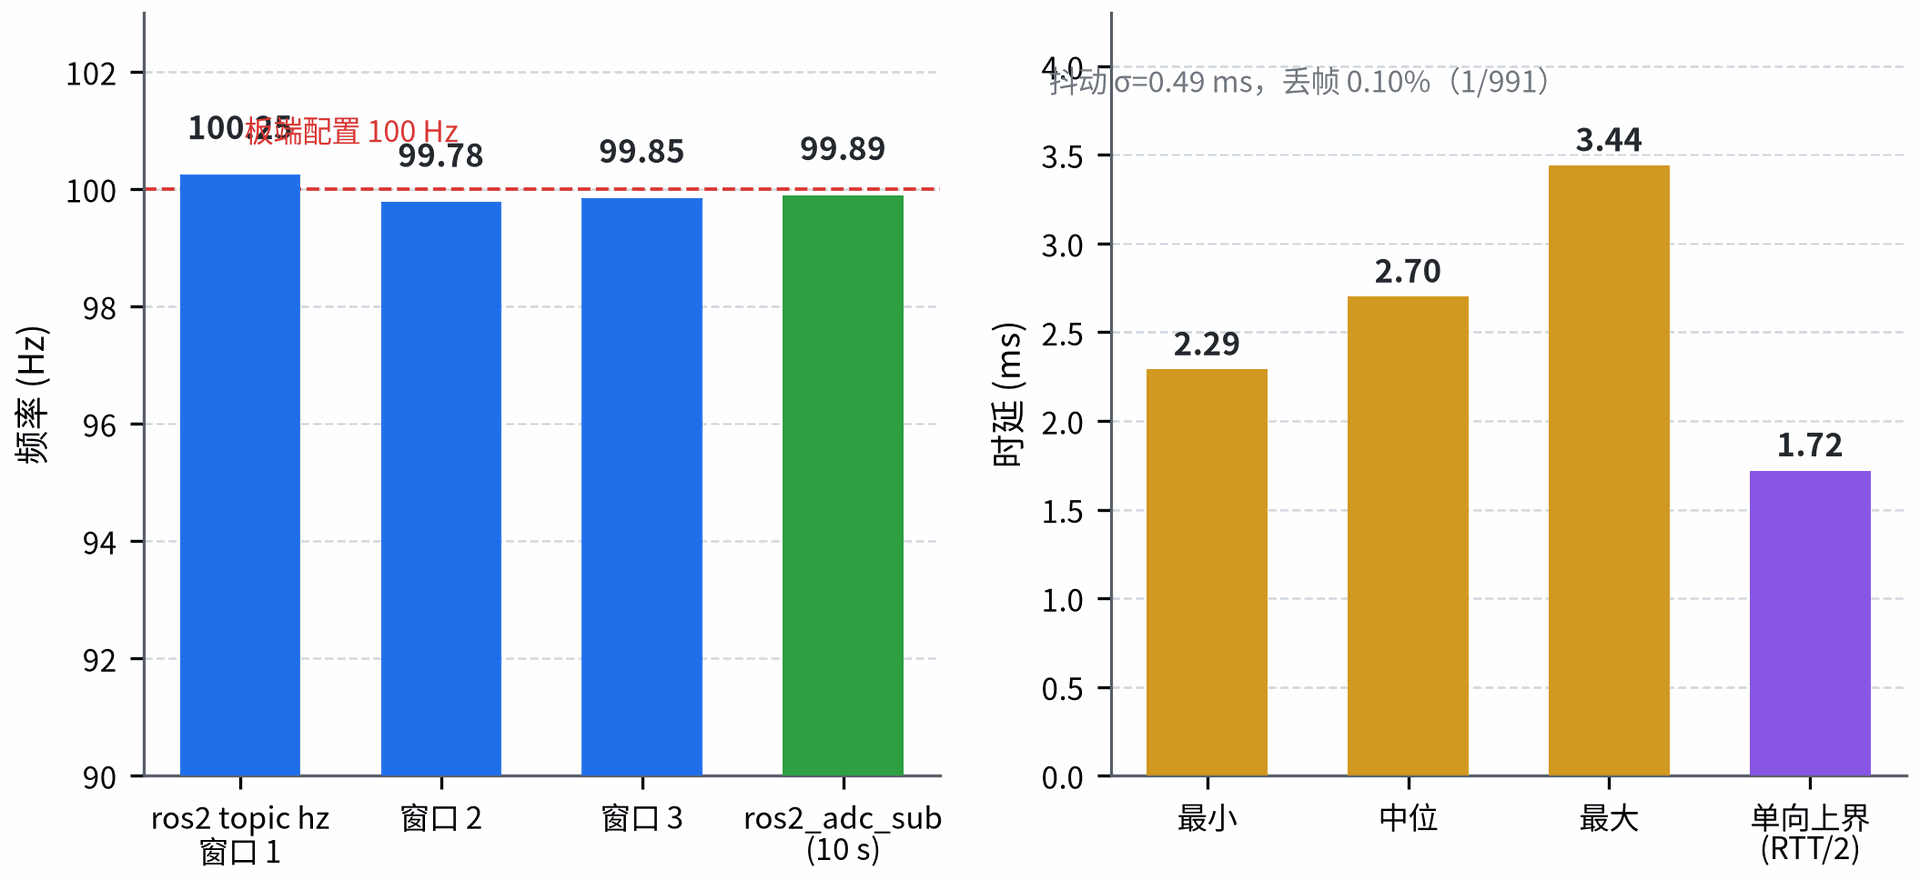 频率 (Hz)
102
100
98
96
94
92
90
100.25
板端配置 100 Hz
99.78
99.85
99.89
ros2 topic hz
窗口 1
窗口 2
窗口 3
ros2_adc_sub
(10 s)
时延 (ms)
4.0
3.5
3.0
2.5
2.0
1.5
1.0
0.5
0.0
抖动 σ=0.49 ms，丢帧 0.10%（1/991）
2.29
2.70
3.44
1.72
最小
中位
最大
单向上界
(RTT/2)